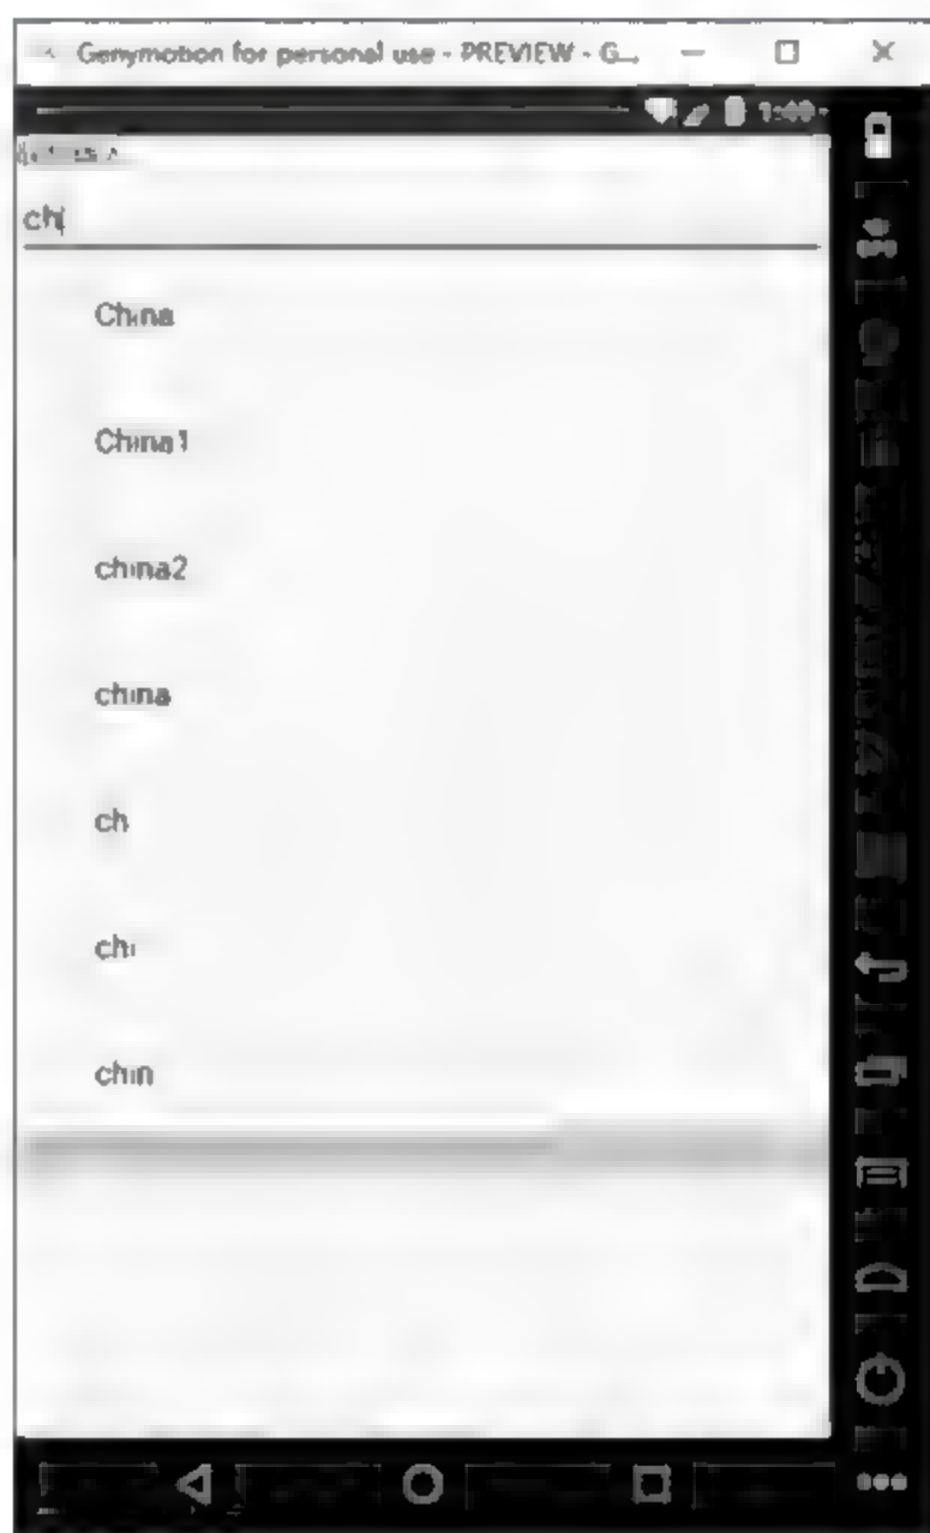 Genymotion for personal use - PREVIEW - G...
chi
China
China1
china2
china
ch
chi
chin